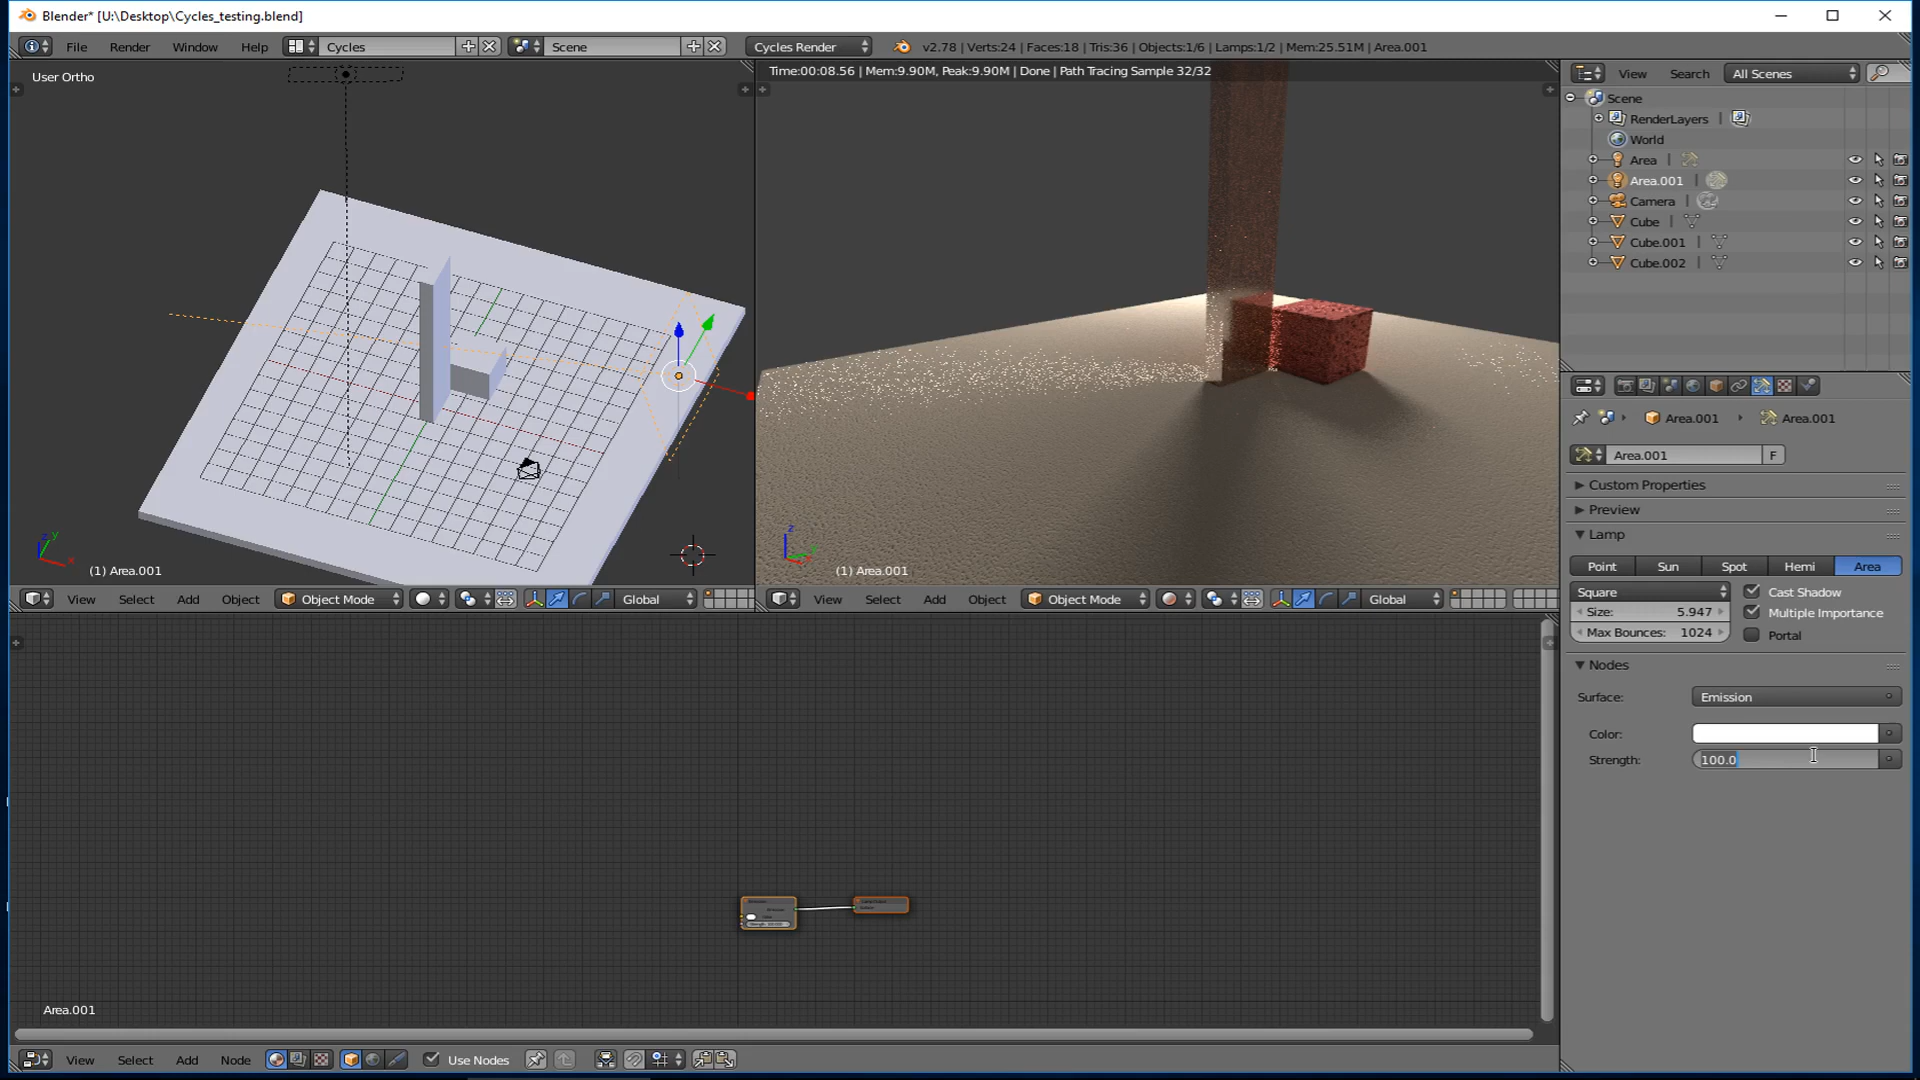 Blender* [U:\Desktop\Cycles_testing.blend]
File Render Window Help Cycles Scene Cycles Render v2.78 | Verts:24 | Faces:18 | Tris:36 | Objects:1/6 | Lamps:1/2 | Mem:25.51M | Area.001
User Ortho
Time:00:08.56 | Mem:9.90M, Peak:9.90M | Done | Path Tracing Sample 32/32
View Search All Scenes
Scene
RenderLayers
World
Area
Area.001
Camera
Cube
Cube.001
Cube.002
Area.001 Area.001
Area.001 F
Custom Properties
Preview
Lamp
Point Sun Spot Hemi Area
Square Cast Shadow
Size: 5.947 Multiple Importance
Max Bounces: 1024 Portal
Nodes
Surface: Emission
Color:
Strength: 100.0
z y x
(1) Area.001
z
(1) Area.001
View Select Add Object Object Mode Global
View Select Add Object Object Mode Global
Area.001
View Select Add Node Use Nodes